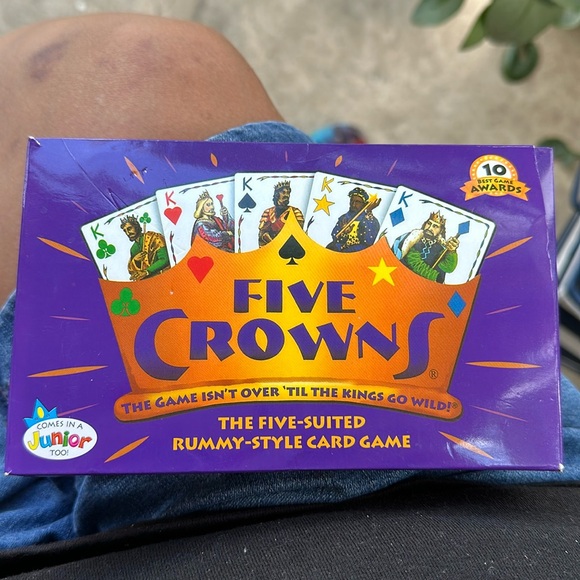 10
BEST GAME
AWARDS
K
K
K
K
K
FIVE
CROWNS®
THE GAME ISN'T OVER 'TIL THE KINGS GO WILD!®
THE FIVE-SUITED
RUMMY-STYLE CARD GAME
COMES IN A
Junior
TOO!